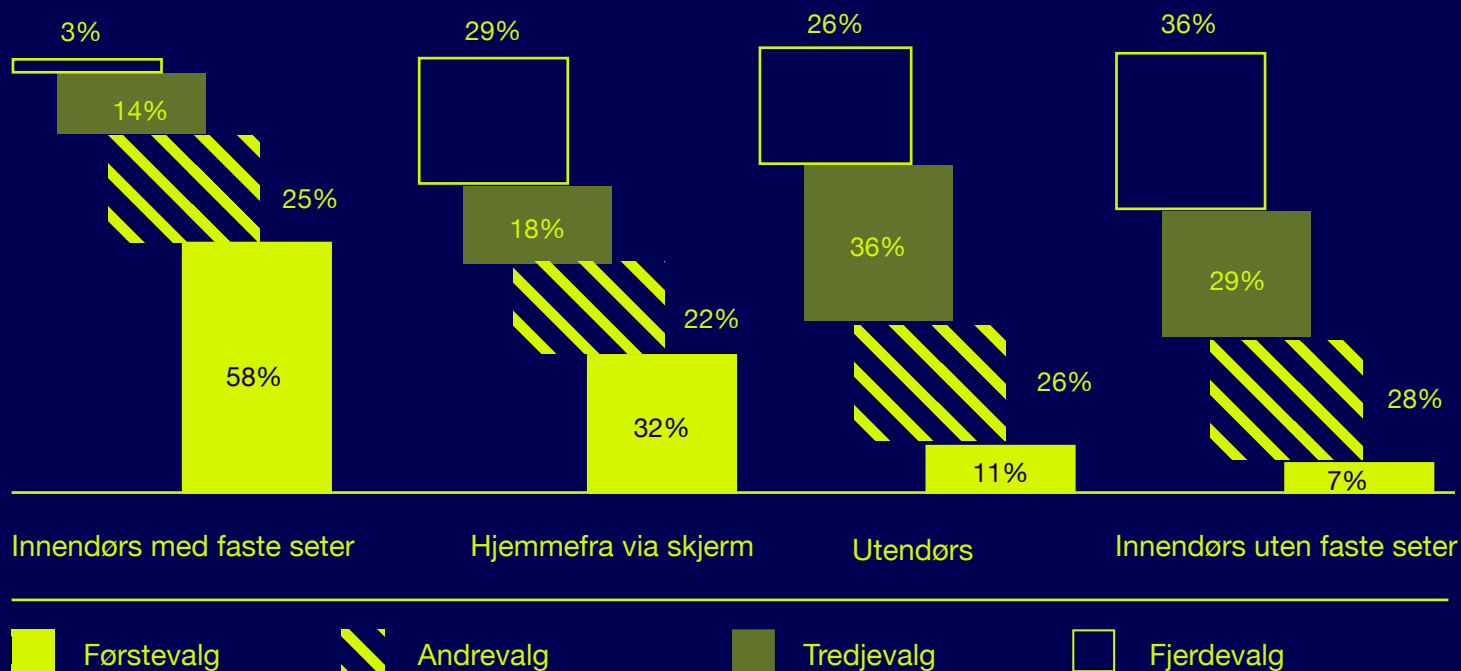 3%
29%
26%
36%
14%
25%
18%
36%
29%
22%
26%
28%
58%
32%
11%
7%
Innendørs med faste seter
Hjemmefra via skjerm
Utendørs
Innendørs uten faste seter
Førstevalg
Andrevalg
Tredjevalg
Fjerdevalg